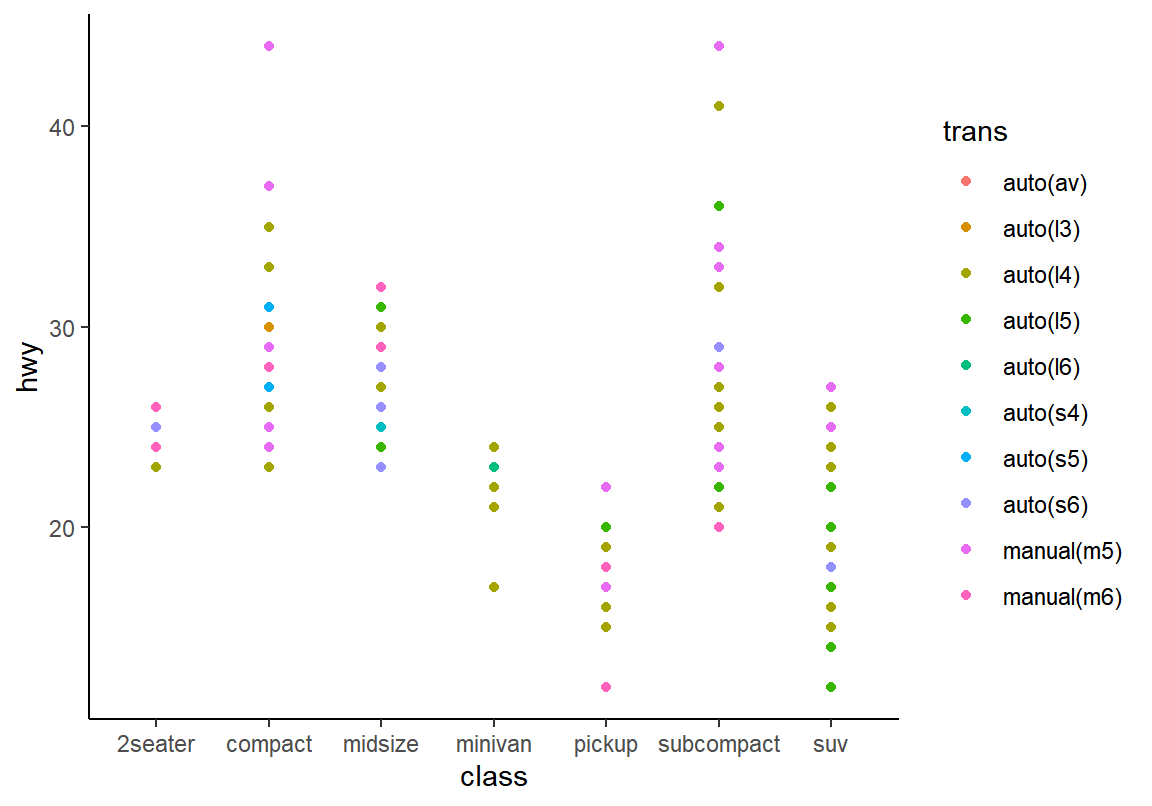 hwy
40
30
20
2seater compact midsize minivan pickup subcompact suv
class
trans
auto(av)
auto(l3)
auto(l4)
auto(l5)
auto(l6)
auto(s4)
auto(s5)
auto(s6)
manual(m5)
manual(m6)